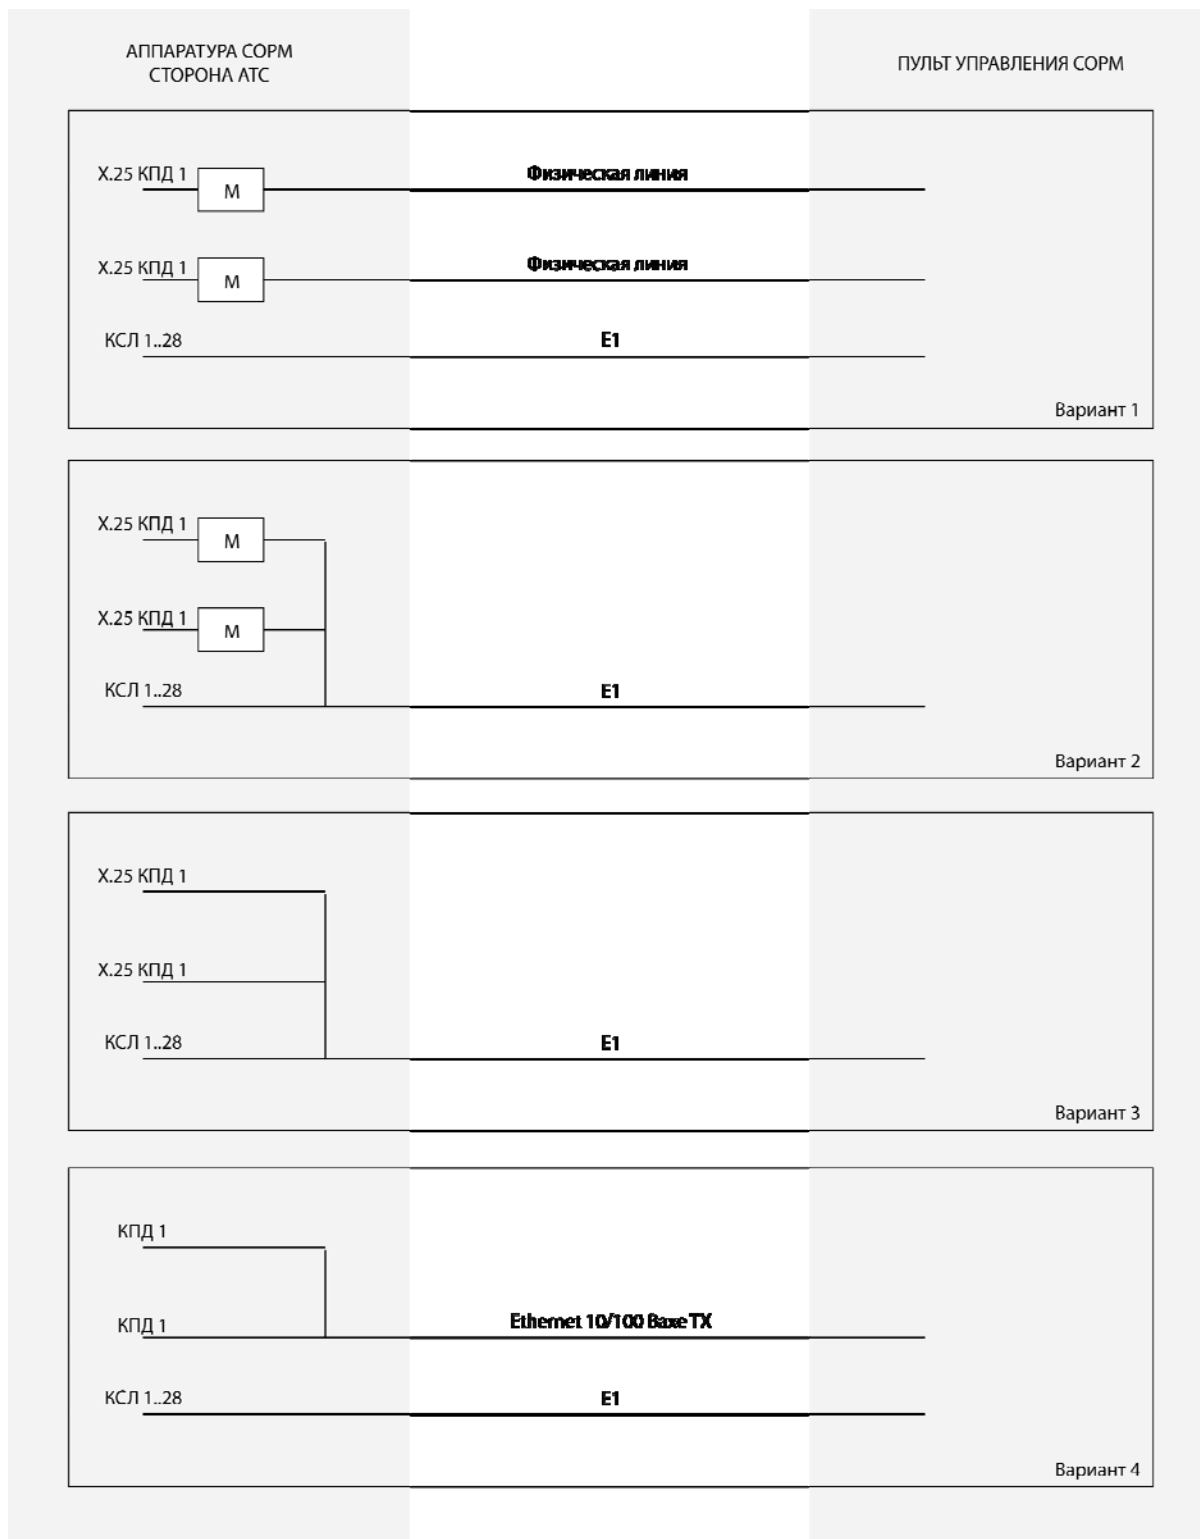 АППАРАТУРА СОРМ
СТОРОНА АТС
ПУЛЬТ УПРАВЛЕНИЯ СОРМ
X.25 КПД 1
М
Физическая линия
X.25 КПД 1
М
Физическая линия
КСЛ 1..28
E1
Вариант 1
X.25 КПД 1
М
X.25 КПД 1
М
КСЛ 1..28
E1
Вариант 2
X.25 КПД 1
X.25 КПД 1
КСЛ 1..28
E1
Вариант 3
КПД 1
КПД 1
Ethernet 10/100 Baxe TX
КСЛ 1..28
E1
Вариант 4